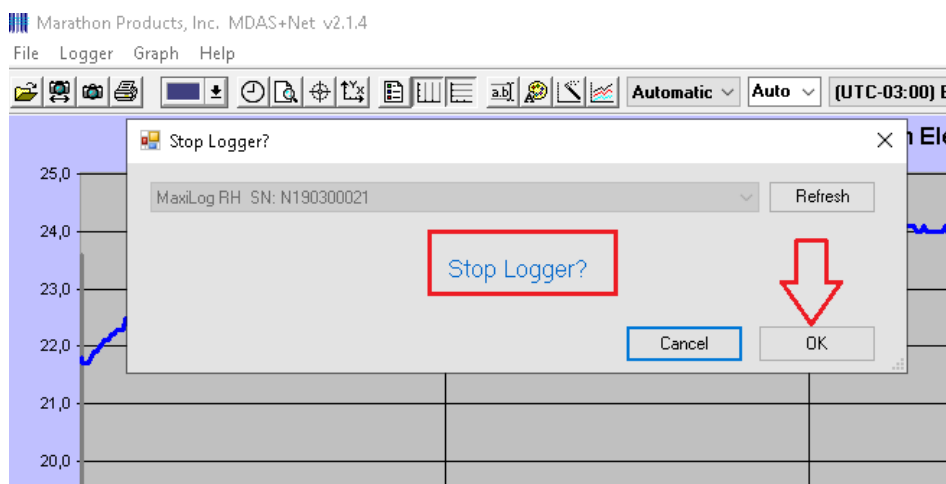 Marathon Products, Inc. MDAS+Net v2.1.4
File Logger Graph Help
a.b Automatic Auto (UTC-03:00)
Stop Logger?
25,0
MaxiLog RH SN: N190300021 Refresh
24,0
Stop Logger?
23,0
22,0 Cancel OK
21,0
20,0